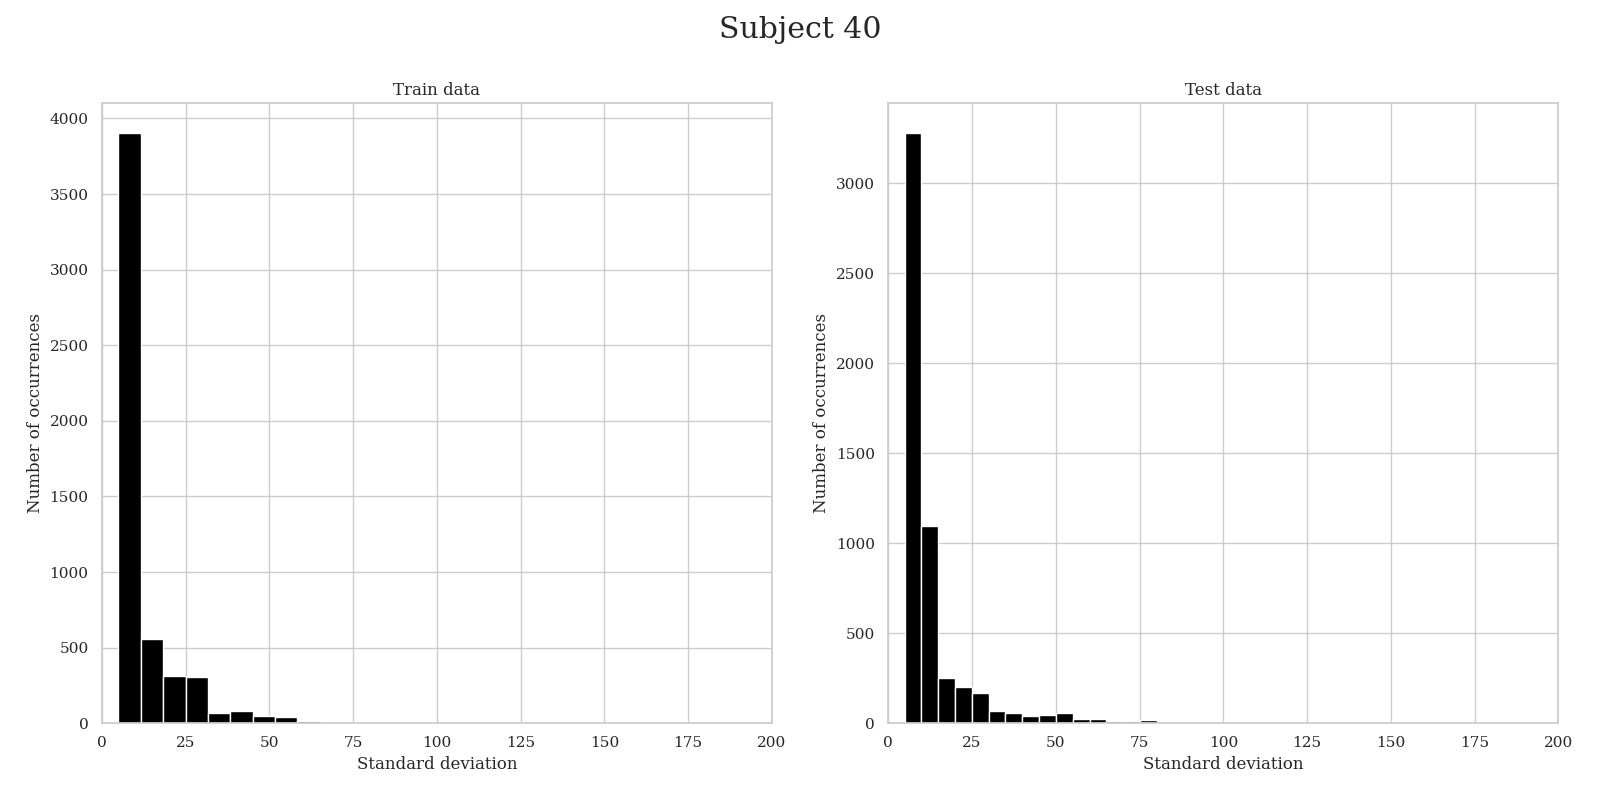 Subject 40
Train data
4000
3500
3000
2500
2000
1500
1000
500
0
Number of occurrences
0 25 50 75 100 125 150 175 200
Standard deviation
Test data
3000
2500
2000
1500
1000
500
0
Number of occurrences
0 25 50 75 100 125 150 175 200
Standard deviation